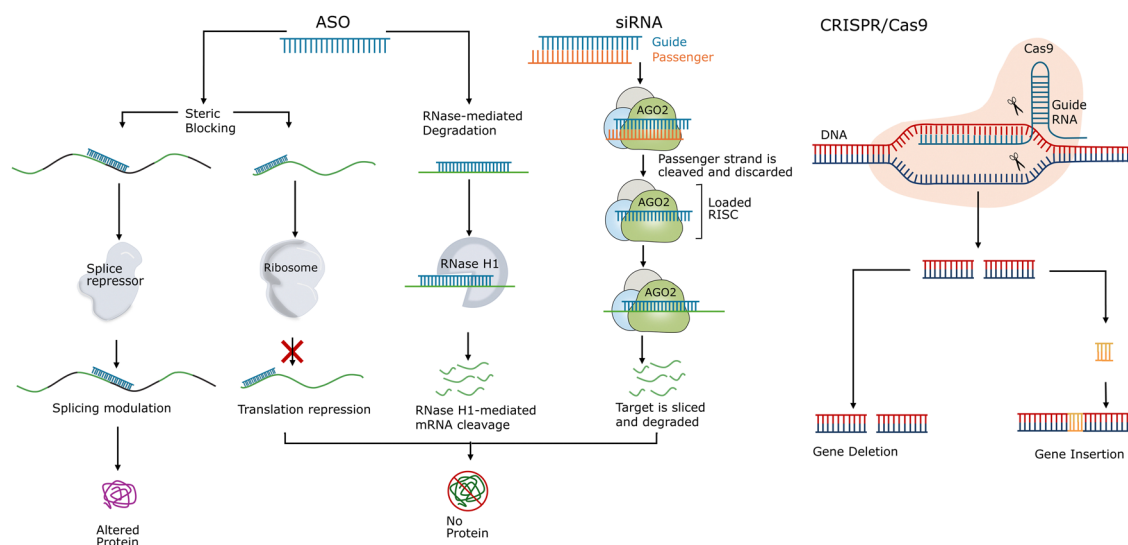 ASO
Steric
Blocking
RNase-mediated
Degradation
Splice
repressor
Ribosome
RNase H1
Splicing modulation
Translation repression
RNase H1-mediated
mRNA cleavage
Altered
Protein
No
Protein
siRNA
Guide
Passenger
AGO2
Passenger strand is
cleaved and discarded
AGO2
Loaded
RISC
AGO2
Target is sliced
and degraded
CRISPR/Cas9
Cas9
Guide
RNA
DNA
Gene Deletion
Gene Insertion